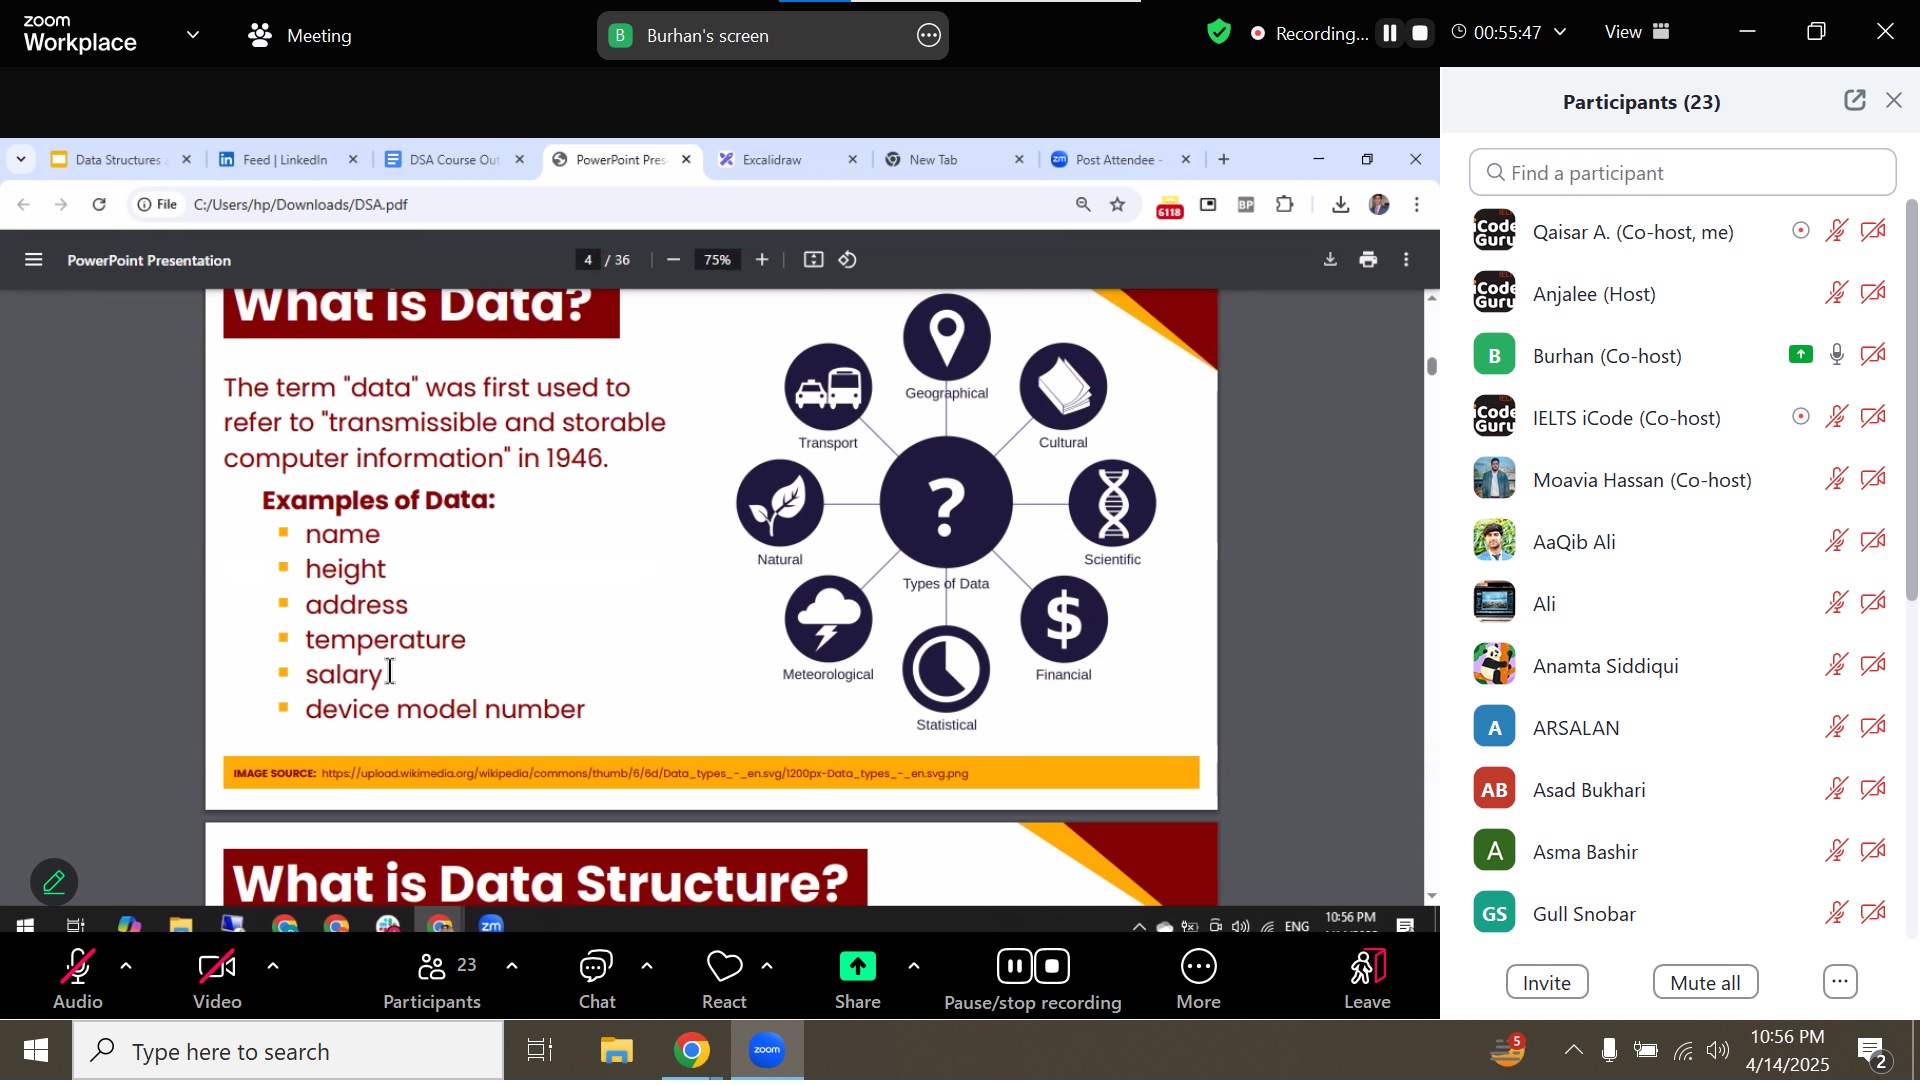 zoom
Workplace
Meeting
B Burhan's screen
Recording...
00:55:47
View
Participants (23)
Find a participant
Data Structures
Feed | LinkedIn
DSA Course Out
PowerPoint Pres
Excalidraw
New Tab
zm Post Attendee -
File C:/Users/hp/Downloads/DSA.pdf
6118
BP
PowerPoint Presentation
4 / 36
75%
What is Data?
The term "data" was first used to
refer to "transmissible and storable
computer information" in 1946.
Examples of Data:
name
height
address
temperature
salary
device model number
Geographical
Transport
Cultural
?
Natural
Scientific
Types of Data
$
Meteorological
Financial
Statistical
IMAGE SOURCE: https://upload.wikimedia.org/wikipedia/commons/thumb/6/6d/Data_types_-_en.svg/1200px-Data_types_-_en.svg.png
What is Data Structure?
zm
ENG
10:56 PM
iCode
Guru
Qaisar A. (Co-host, me)
iCode
Guru
Anjalee (Host)
B Burhan (Co-host)
iCode
Guru
IELTS iCode (Co-host)
Moavia Hassan (Co-host)
AaQib Ali
Ali
Anamta Siddiqui
A ARSALAN
AB Asad Bukhari
A Asma Bashir
GS Gull Snobar
Invite
Mute all
Audio
Video
23
Participants
Chat
React
Share
Pause/stop recording
More
Leave
Type here to search
zoom
5
10:56 PM
4/14/2025
2